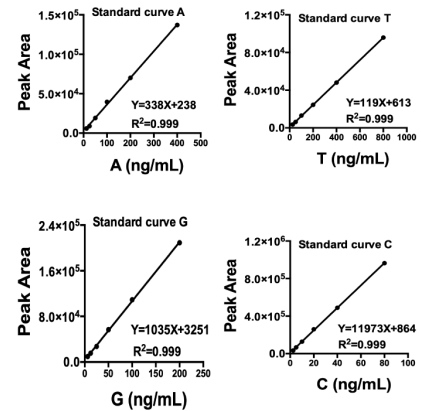 Standard curve A
Peak Area
1.5×10⁵
1.0×10⁵
5.0×10⁴
0.0
Y=338X+238
R²=0.999
0 100 200 300 400 500
A (ng/mL)
Standard curve T
Peak Area
1.2×10⁵
8.0×10⁴
4.0×10⁴
0.0
Y=119X+613
R²=0.999
0 200 400 600 800 1000
T (ng/mL)
Standard curve G
Peak Area
2.4×10⁵
1.6×10⁵
8.0×10⁴
0.0
Y=1035X+3251
R²=0.999
0 50 100 150 200 250
G (ng/mL)
Standard curve C
Peak Area
1.2×10⁶
8.0×10⁵
4.0×10⁵
0.0
Y=11973X+864
R²=0.999
0 20 40 60 80 100
C (ng/mL)